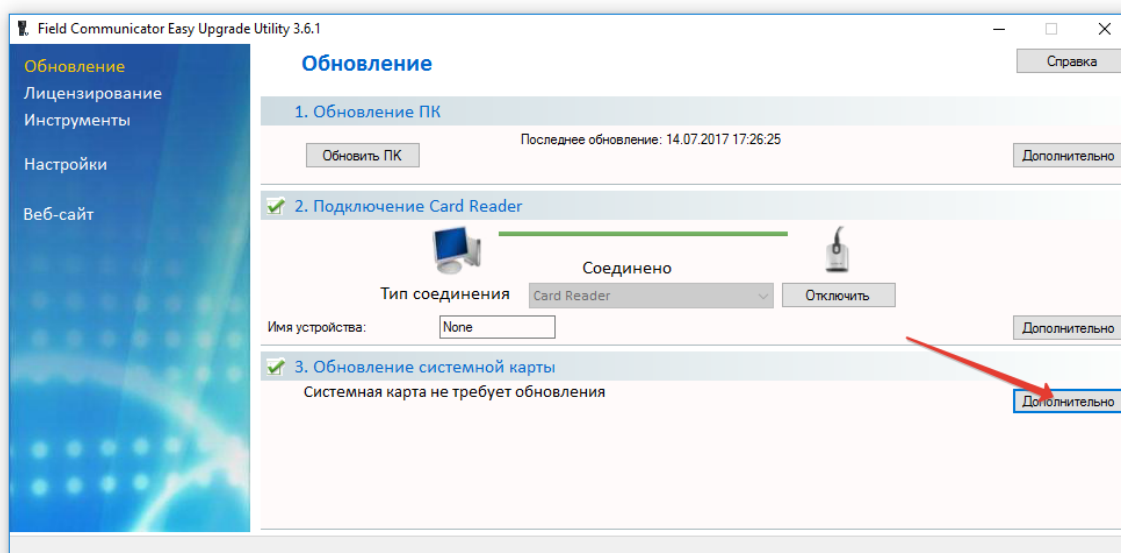 Field Communicator Easy Upgrade Utility 3.6.1
Обновление
Лицензирование
Инструменты
Настройки
Веб-сайт
Обновление
Справка
1. Обновление ПК
Последнее обновление: 14.07.2017 17:26:25
Обновить ПК
Дополнительно
2. Подключение Card Reader
Соединено
Тип соединения
Card Reader
Отключить
Имя устройства:
None
Дополнительно
3. Обновление системной карты
Системная карта не требует обновления
Дополнительно